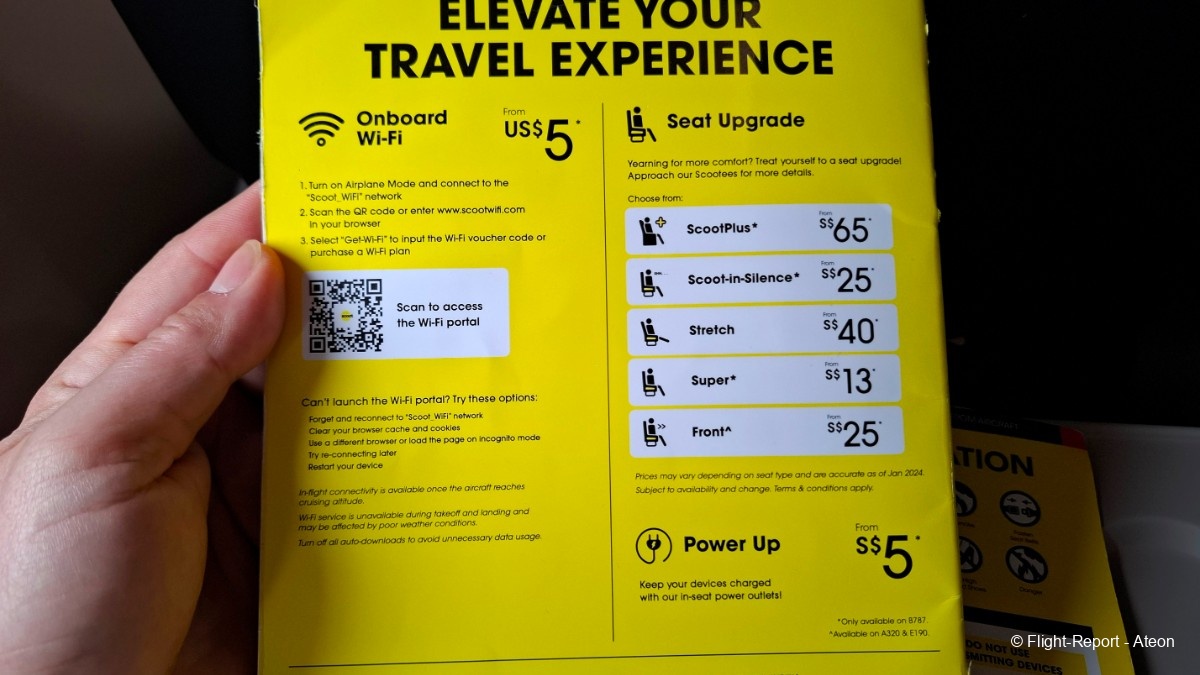 ELEVATE YOUR
TRAVEL EXPERIENCE
Onboard
Wi-Fi
From
US$5*
1. Turn on Airplane Mode and connect to the
"Scoot_WiFi" network
2. Scan the QR code or enter www.scootwifi.com
in your browser
3. Select "Get-Wi-Fi" to input the Wi-Fi voucher code or
purchase a Wi-Fi plan
Scan to access
the Wi-Fi portal
Can't launch the Wi-Fi portal? Try these options:
Forget and reconnect to "Scoot_WiFi" network
Clear your browser cache and cookies
Use a different browser or load the page on incognito mode
Try re-connecting later
Restart your device
In-flight connectivity is available once the aircraft reaches
cruising altitude.
Wi-Fi service is unavailable during takeoff and landing and
may be affected by poor weather conditions.
Turn off all auto-downloads to avoid unnecessary data usage.
Seat Upgrade
Yearning for more comfort? Treat yourself to a seat upgrade!
Approach our Scootees for more details.
Choose from:
ScootPlus* From S$65*
Scoot-in-Silence* From S$25*
Stretch From S$40*
Super* From S$13*
Front^ From S$25*
Prices may vary depending on seat type and are accurate as of Jan 2024.
Subject to availability and change. Terms & conditions apply.
Power Up
From
S$5*
Keep your devices charged
with our in-seat power outlets!
*Only available on B787.
^Available on A320 & E190.
ATION
DO NOT USE
MITTING DEVICES
© Flight-Report - Ateon